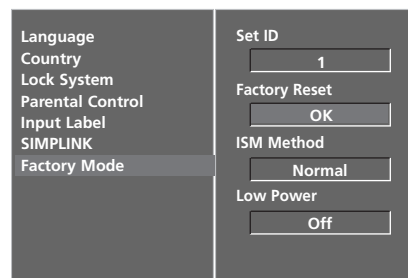 Language
Country
Lock System
Parental Control
Input Label
SIMPLINK
Factory Mode
Set ID
1
Factory Reset
OK
ISM Method
Normal
Low Power
Off